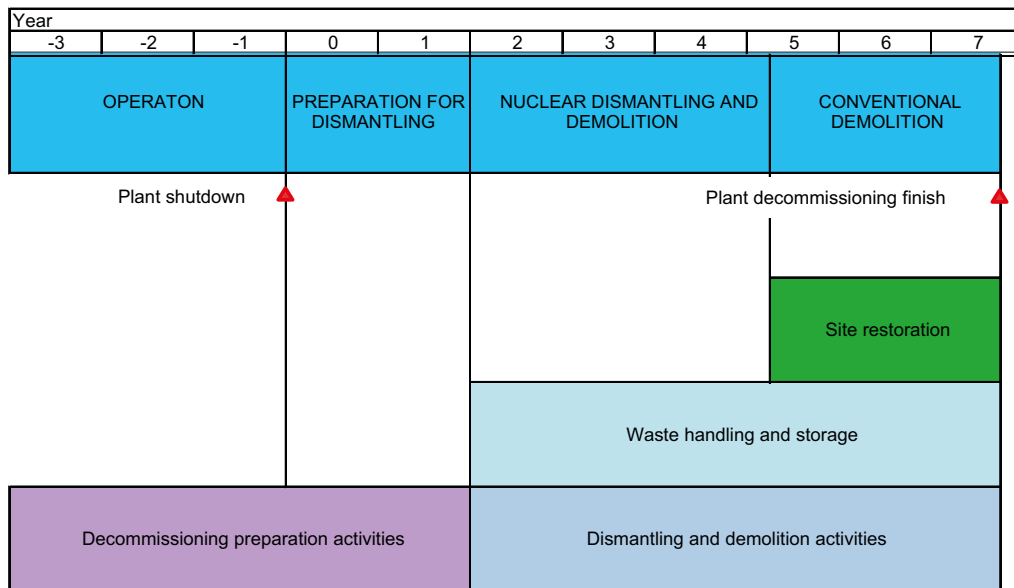 Year
-3 -2 -1 0 1 2 3 4 5 6 7
OPERATON
PREPARATION FOR
DISMANTLING
NUCLEAR DISMANTLING AND
DEMOLITION
CONVENTIONAL
DEMOLITION
Plant shutdown
Plant decommissioning finish
Site restoration
Waste handling and storage
Decommissioning preparation activities
Dismantling and demolition activities